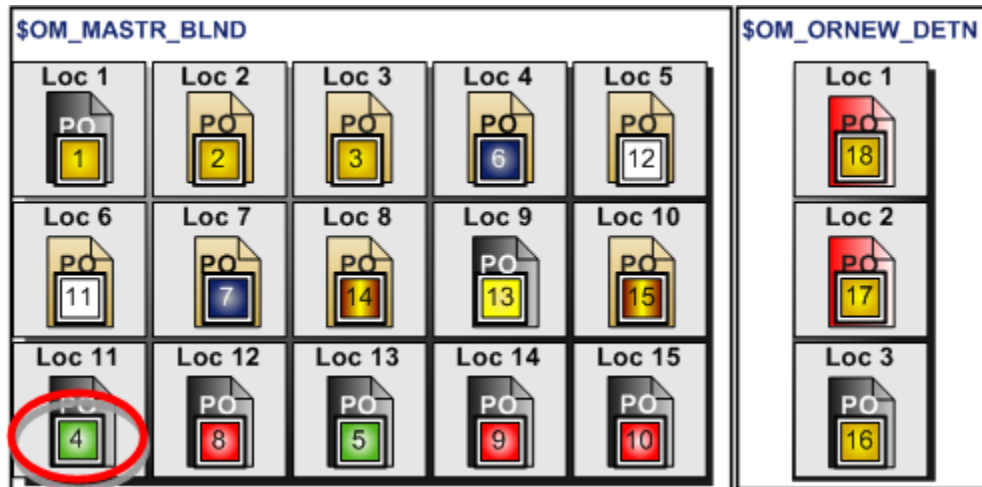 $OM_MASTR_BLND
$OM_ORNEW_DETN
Loc 1 Loc 2 Loc 3 Loc 4 Loc 5 Loc 1
PO PO PO PO PO PO
1 2 3 6 12 18
Loc 6 Loc 7 Loc 8 Loc 9 Loc 10 Loc 2
PO PO PO PO PO PO
11 7 14 13 15 17
Loc 11 Loc 12 Loc 13 Loc 14 Loc 15 Loc 3
PO PO PO PO PO PO
4 8 5 9 10 16